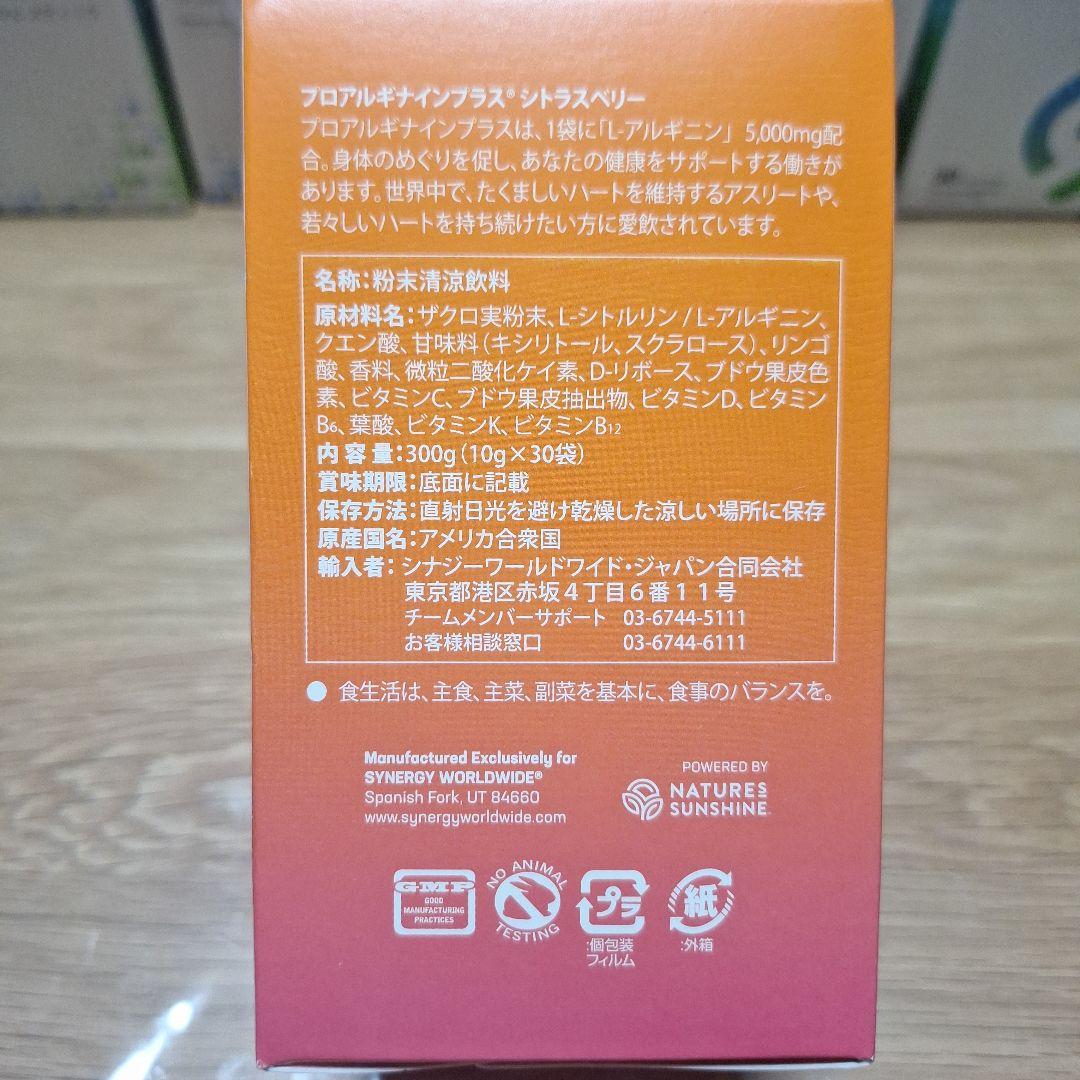 プロアルギナインプラス® シトラスベリー
プロアルギナインプラスは、1袋に「L-アルギニン」 5,000mg配
合。身体のめぐりを促し、あなたの健康をサポートする働きが
あります。世界中で、たくましいハートを維持するアスリートや、
若々しいハートを持ち続けたい方に愛飲されています。
名称：粉末清涼飲料
原材料名：ザクロ実粉末、L-シトルリン / L-アルギニン、
クエン酸、甘味料（キシリトール、スクラロース）、リンゴ
酸、香料、微粒二酸化ケイ素、D-リボース、ブドウ果皮色
素、ビタミンC、ブドウ果皮抽出物、ビタミンD、ビタミン
B₆、葉酸、ビタミンK、ビタミンB₁₂
内容量：300g（10g×30袋）
賞味期限：底面に記載
保存方法：直射日光を避け乾燥した涼しい場所に保存
原産国名：アメリカ合衆国
輸入者：シナジーワールドワイド・ジャパン合同会社
東京都港区赤坂４丁目６番１１号
チームメンバーサポート 03-6744-5111
お客様相談窓口 03-6744-6111
● 食生活は、主食、主菜、副菜を基本に、食事のバランスを。
Manufactured Exclusively for
SYNERGY WORLDWIDE®
Spanish Fork, UT 84660
www.synergyworldwide.com
POWERED BY
NATURE'S
SUNSHINE
GMP
GOOD
MANUFACTURING
PRACTICES
NO ANIMAL
TESTING
プラ
:個包装
フィルム
紙
:外箱